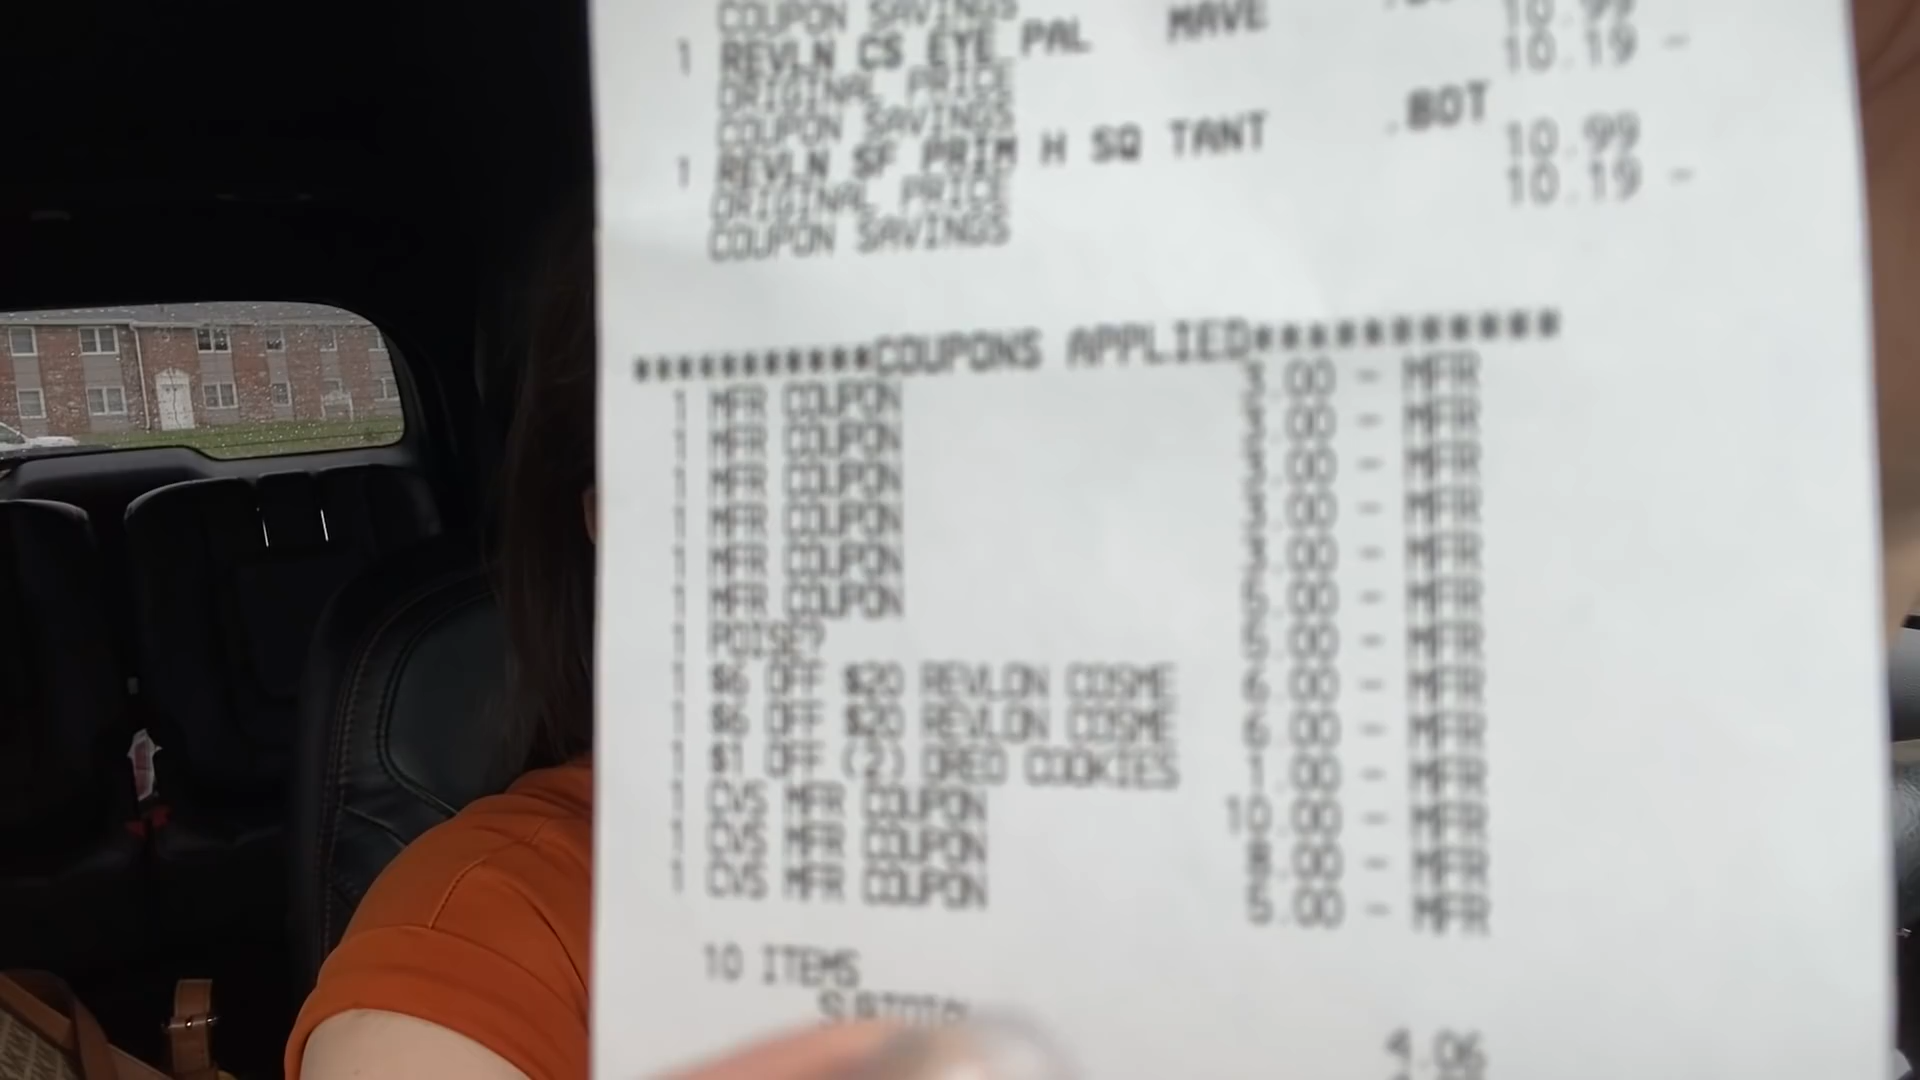 COUPON SAVINGS
10.99
1 REVLN CS EYE PAL MAVE
10.19 -
ORIGINAL PRICE
COUPON SAVINGS
.BOT
1 REVLN SF PRIM H SQ TANT
10.99
ORIGINAL PRICE
10.19 -
COUPON SAVINGS
***********COUPONS APPLIED***********
1 MFR COUPON 3.00 - MFR
1 MFR COUPON 3.00 - MFR
1 MFR COUPON 3.00 - MFR
1 MFR COUPON 3.00 - MFR
1 MFR COUPON 3.00 - MFR
1 MFR COUPON 5.00 - MFR
1 POISE? 5.00 - MFR
1 $6 OFF $20 REVLON COSME 6.00 - MFR
1 $6 OFF $20 REVLON COSME 6.00 - MFR
1 $1 OFF (2) OREO COOKIES 1.00 - MFR
1 CVS MFR COUPON 10.00 - MFR
1 CVS MFR COUPON 8.00 - MFR
1 CVS MFR COUPON 5.00 - MFR
10 ITEMS
SUBTOTAL 4.06